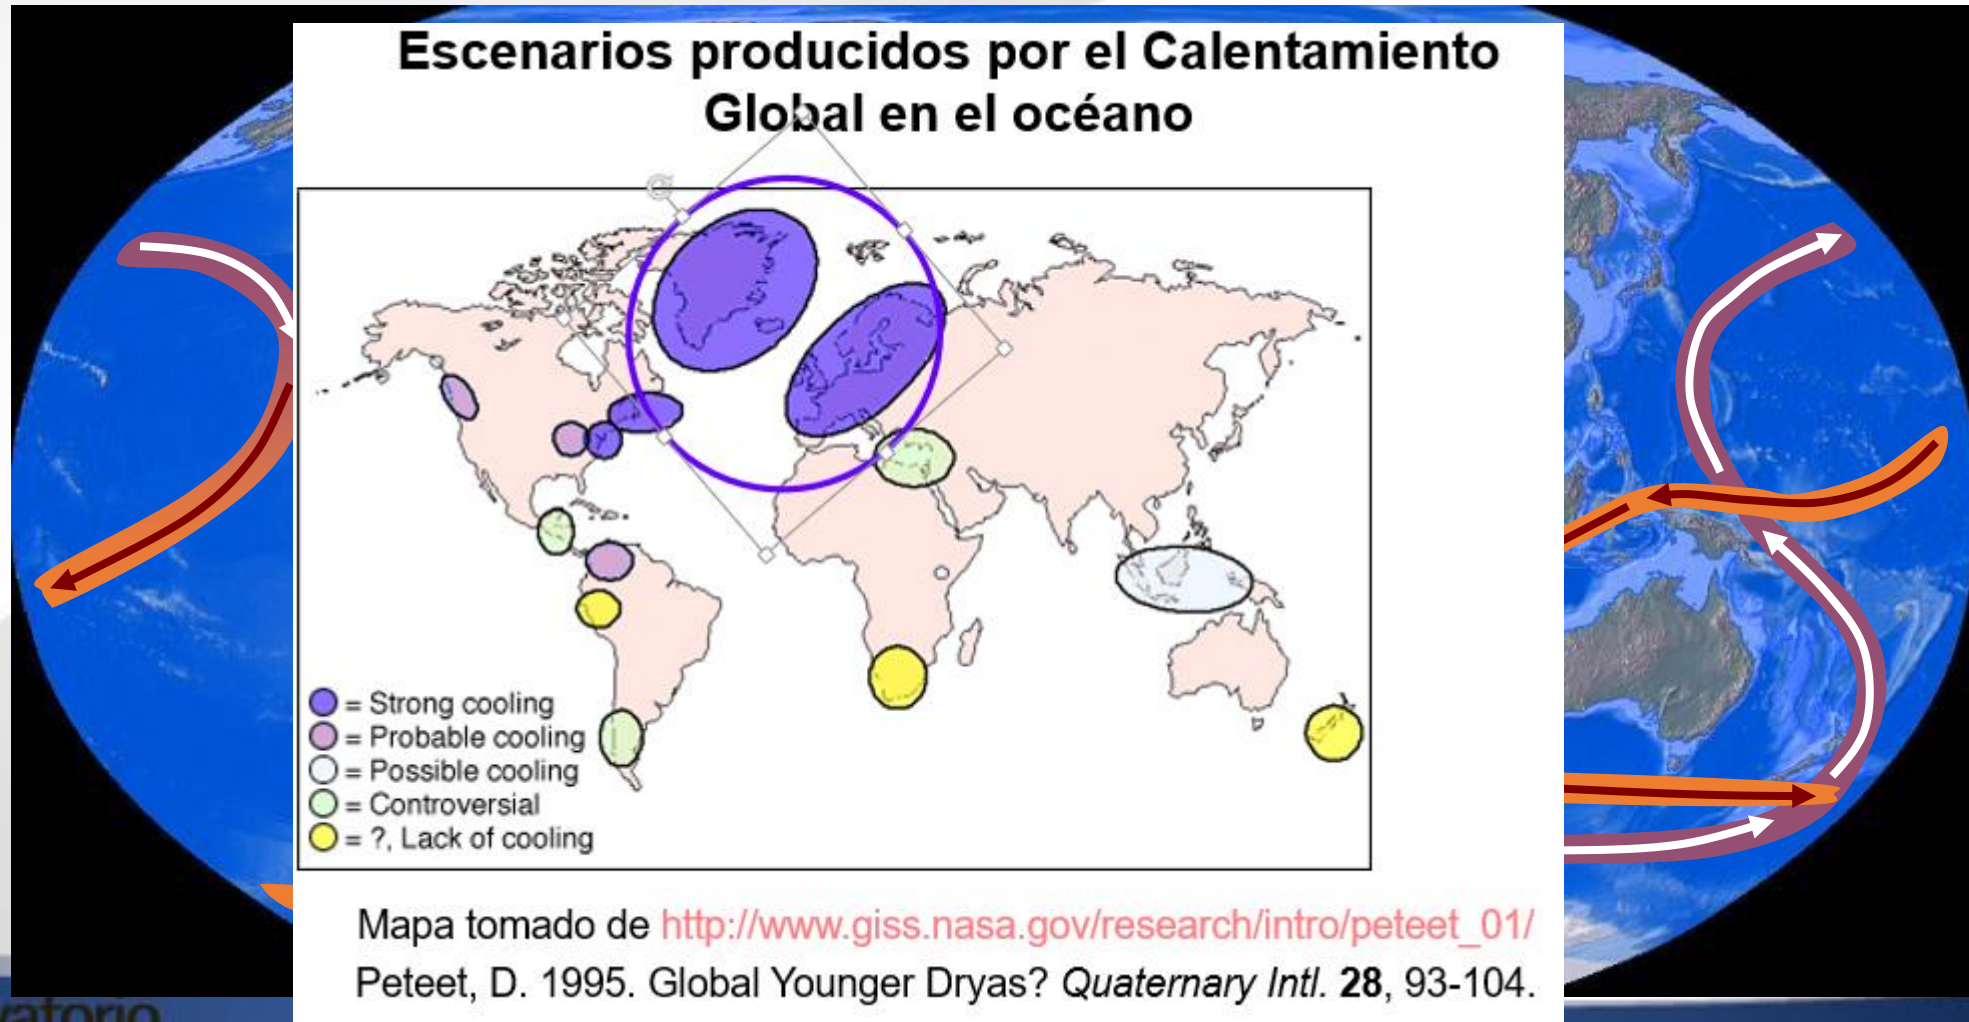 Escenarios producidos por el Calentamiento
Global en el océano
= Strong cooling
= Probable cooling
= Possible cooling
= Controversial
= ?, Lack of cooling
Mapa tomado de http://www.giss.nasa.gov/research/intro/peteet_01/
Peteet, D. 1995. Global Younger Dryas? Quaternary Intl. 28, 93-104.
vatorio